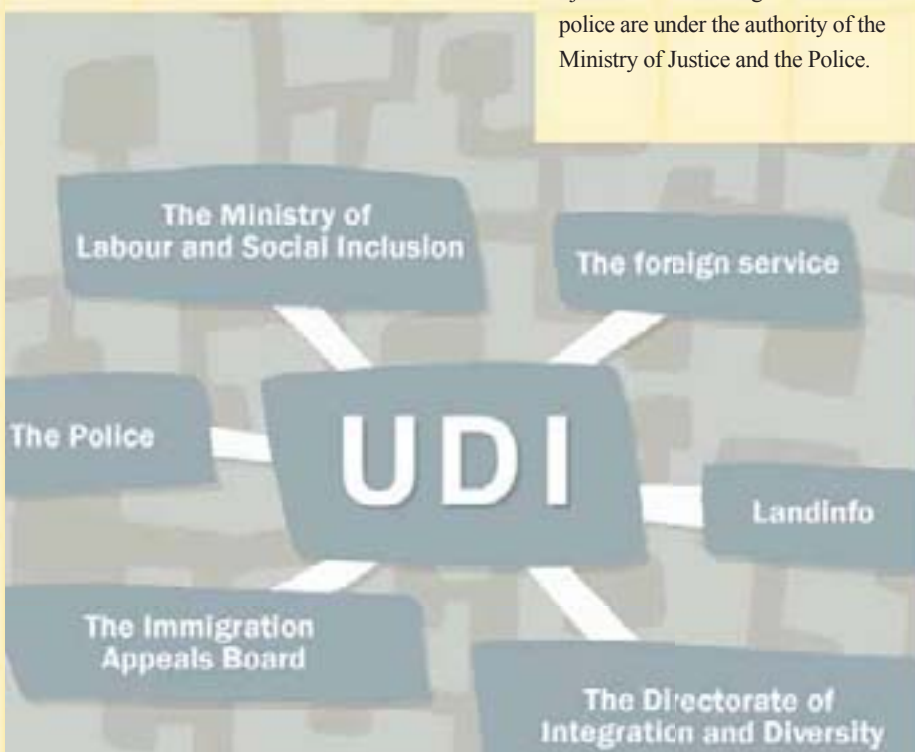 police are under the authority of the
Ministry of Justice and the Police.
The Ministry of
Labour and Social Inclusion
The foreign service
The Police
UDI
Landinfo
The Immigration
Appeals Board
The Directorate of
Integration and Diversity